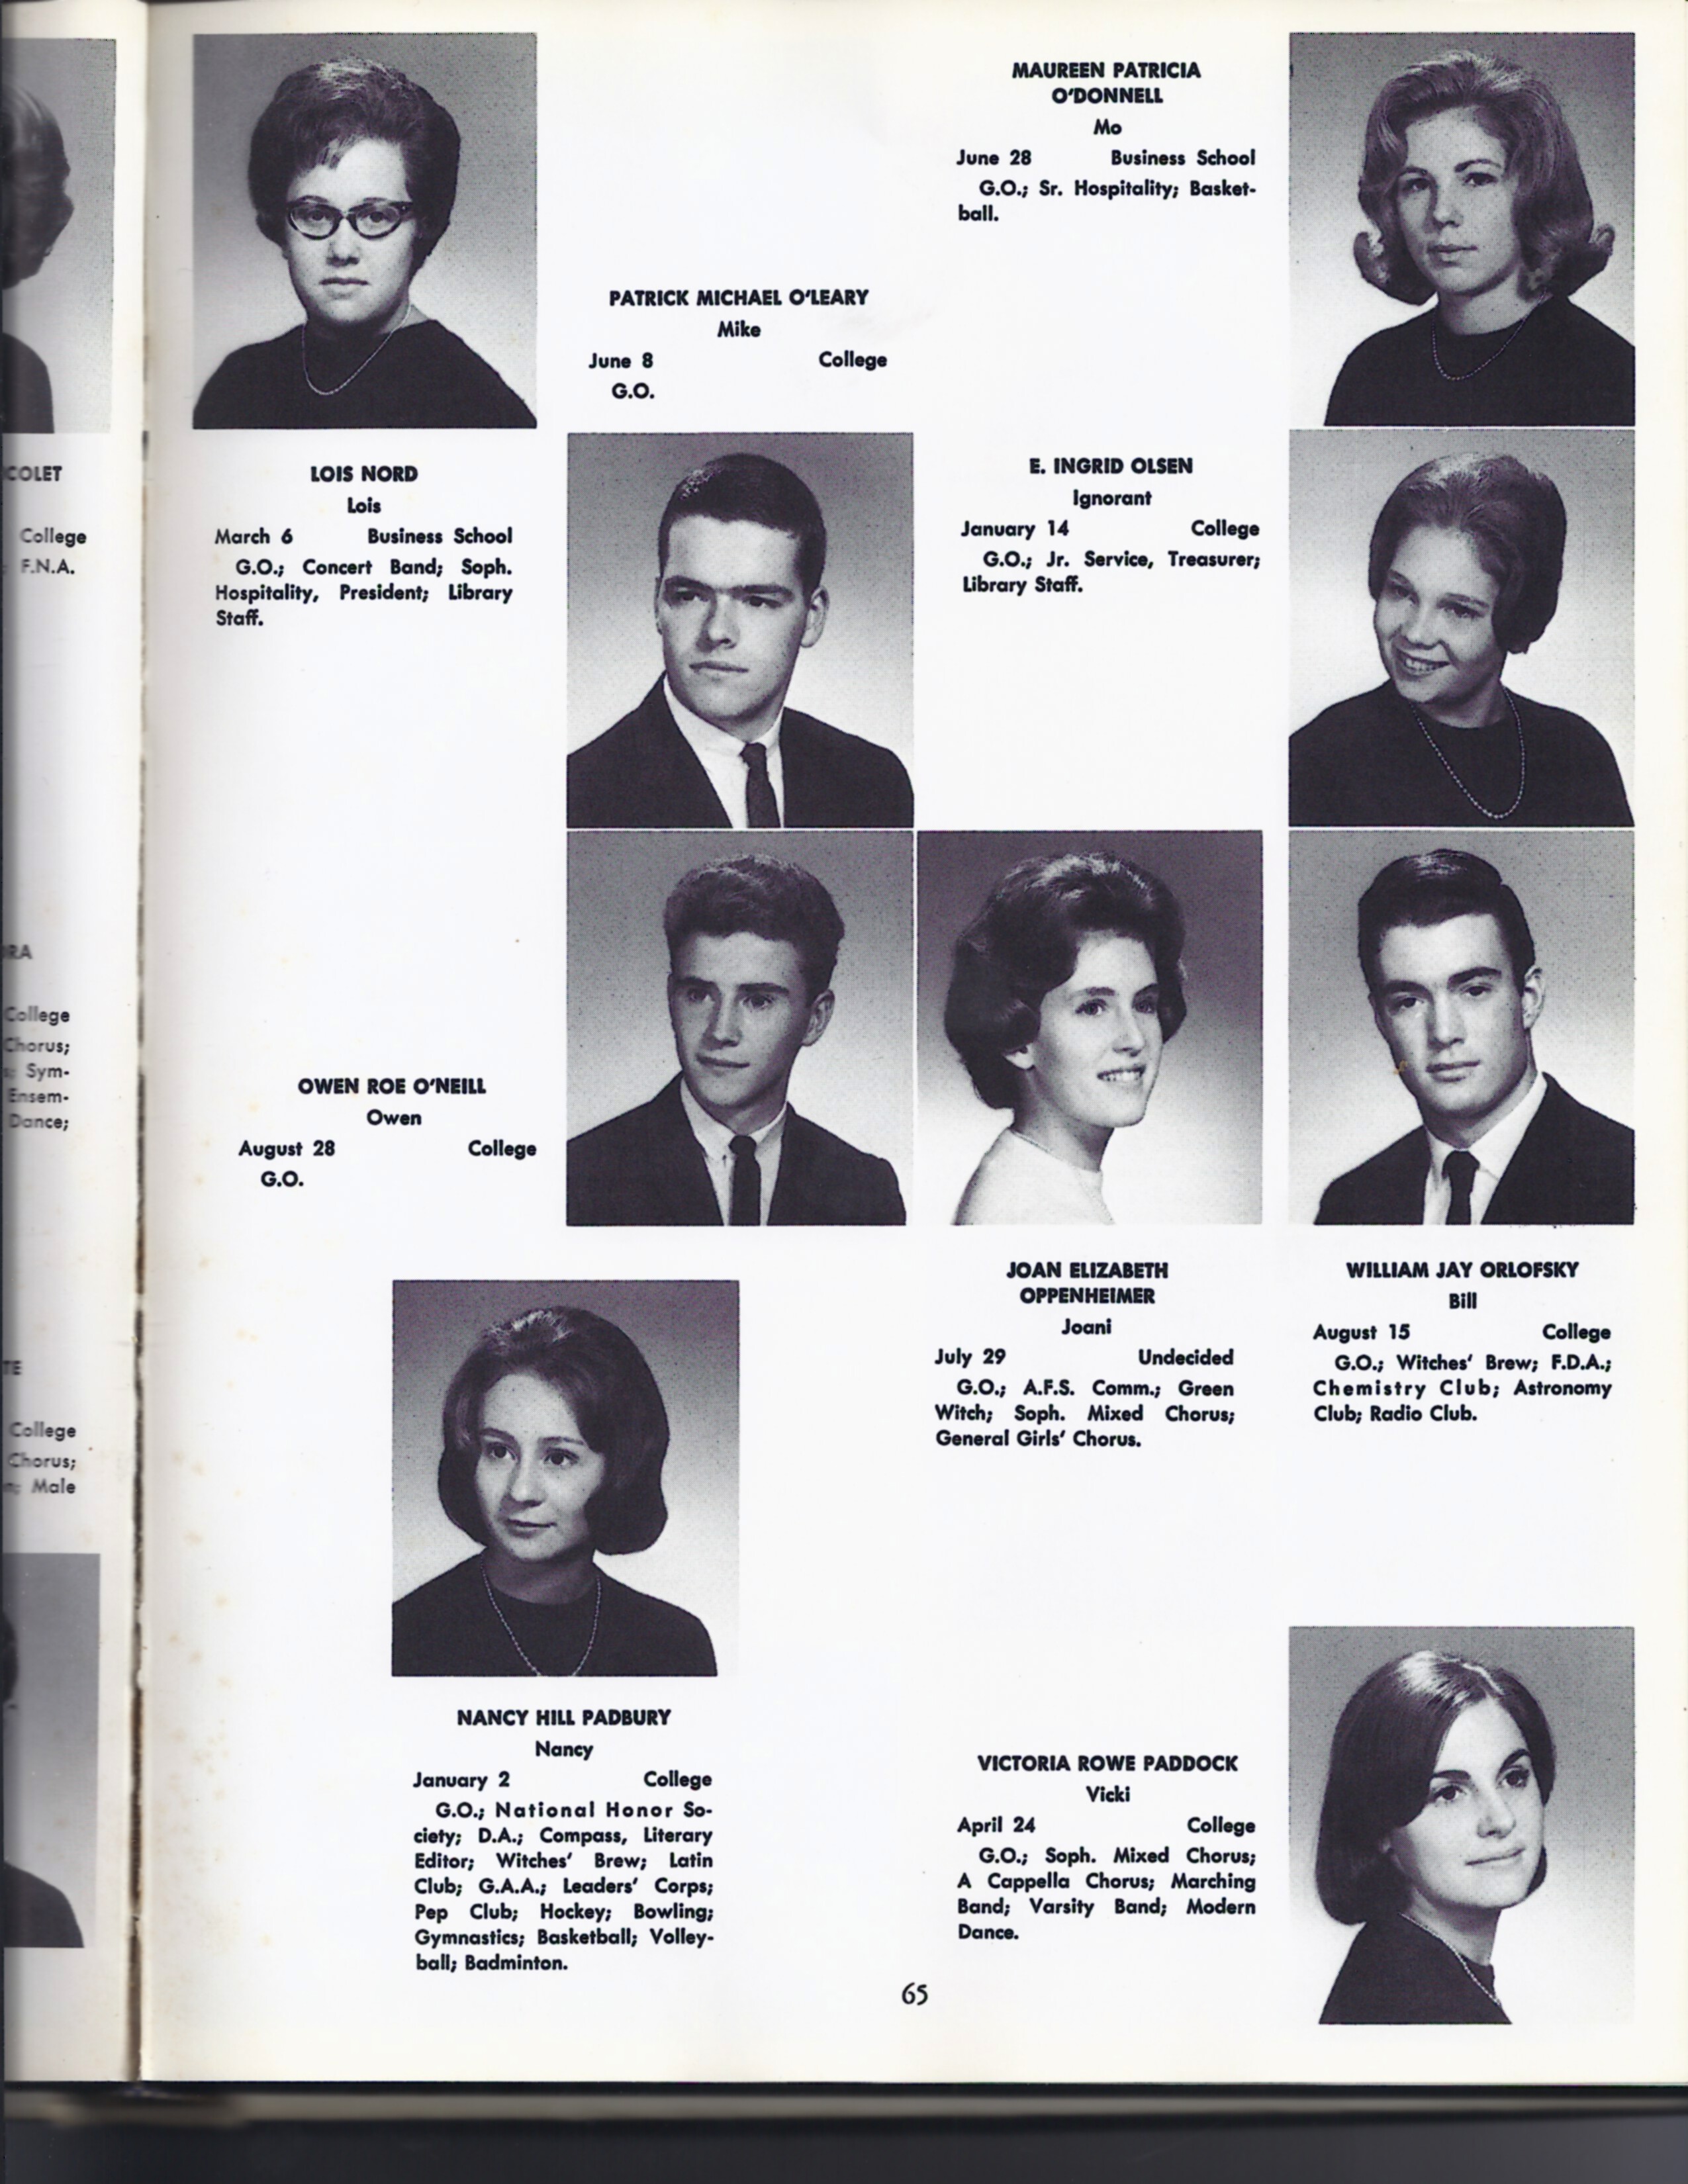 COLET
College
F.N.A.
RA
College
Chorus;
Sym-
Ensem-
Dance;
TE
College
Chorus;
Male
LOIS NORD
Lois
March 6 Business School
G.O.; Concert Band; Soph.
Hospitality, President; Library
Staff.
PATRICK MICHAEL O'LEARY
Mike
June 8 College
G.O.
MAUREEN PATRICIA
O'DONNELL
Mo
June 28 Business School
G.O.; Sr. Hospitality; Basket-
ball.
E. INGRID OLSEN
Ignorant
January 14 College
G.O.; Jr. Service, Treasurer;
Library Staff.
OWEN ROE O'NEILL
Owen
August 28 College
G.O.
JOAN ELIZABETH
OPPENHEIMER
Joani
July 29 Undecided
G.O.; A.F.S. Comm.; Green
Witch; Soph. Mixed Chorus;
General Girls' Chorus.
WILLIAM JAY ORLOFSKY
Bill
August 15 College
G.O.; Witches' Brew; F.D.A.;
Chemistry Club; Astronomy
Club; Radio Club.
NANCY HILL PADBURY
Nancy
January 2 College
G.O.; National Honor So-
ciety; D.A.; Compass, Literary
Editor; Witches' Brew; Latin
Club; G.A.A.; Leaders' Corps;
Pep Club; Hockey; Bowling;
Gymnastics; Basketball; Volley-
ball; Badminton.
VICTORIA ROWE PADDOCK
Vicki
April 24 College
G.O.; Soph. Mixed Chorus;
A Cappella Chorus; Marching
Band; Varsity Band; Modern
Dance.
65